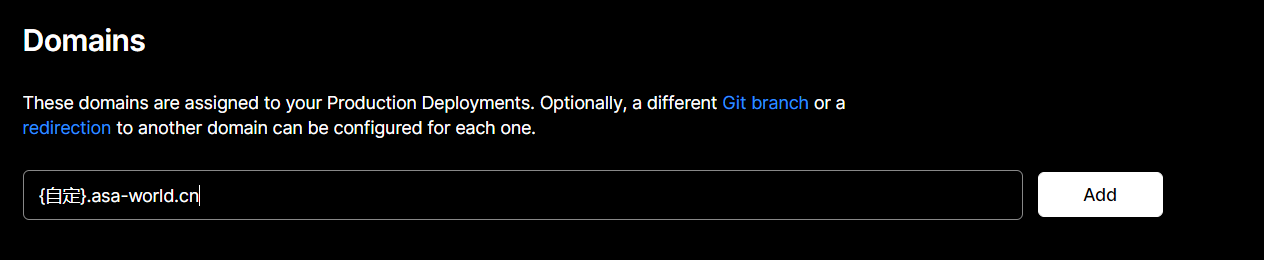 Domains
These domains are assigned to your Production Deployments. Optionally, a different Git branch or a
redirection to another domain can be configured for each one.
{自定}.asa-world.cn
Add